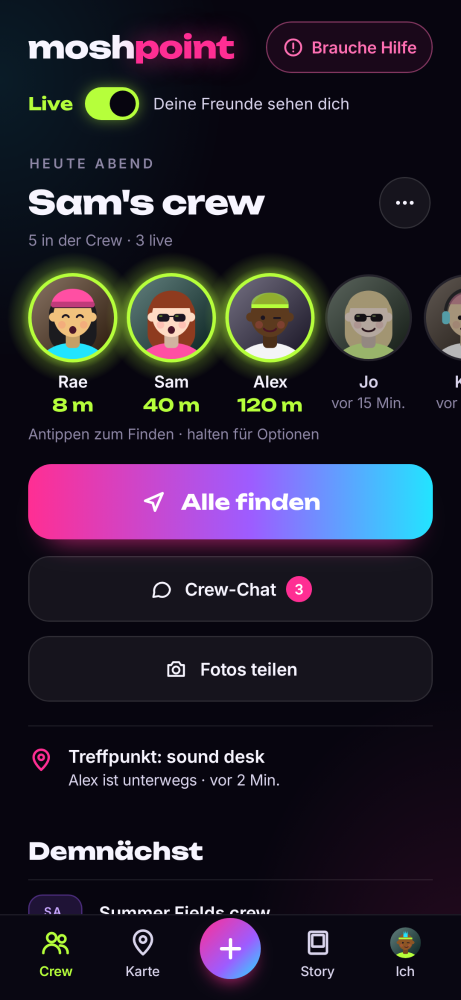 moshpoint
Brauche Hilfe
Live
Deine Freunde sehen dich
HEUTE ABEND
Sam's crew
5 in der Crew · 3 live
Rae
Sam
Alex
Jo
8 m
40 m
120 m
vor 15 Min.
vor
Antippen zum Finden · halten für Optionen
Alle finden
Crew-Chat
3
Fotos teilen
Treffpunkt: sound desk
Alex ist unterwegs · vor 2 Min.
Demnächst
SA
Summer Fields crew
Crew
Karte
Story
Ich